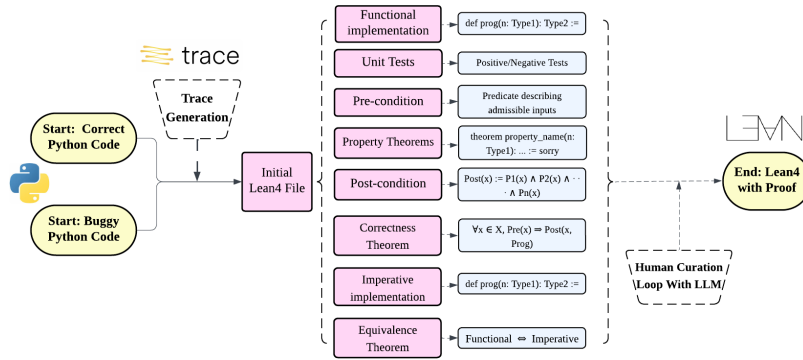 trace
Trace
Generation
Start: Correct
Python Code
Start: Buggy
Python Code
Initial
Lean4 File
Functional
implementation
def prog(n: Type1): Type2 :=
Unit Tests
Positive/Negative Tests
Pre-condition
Predicate describing
admissible inputs
Property Theorems
theorem property_name(n:
Type1): ... := sorry
Post-condition
Post(x) := P1(x) ∧ P2(x) ∧ · ·
· ∧ Pn(x)
Correctness
Theorem
∀x ∈ X, Pre(x) ⇒ Post(x,
Prog)
Imperative
implementation
def prog(n: Type1): Type2 :=
Equivalence
Theorem
Functional ⇔ Imperative
Human Curation
Loop With LLM
L∃∀N
End: Lean4
with Proof